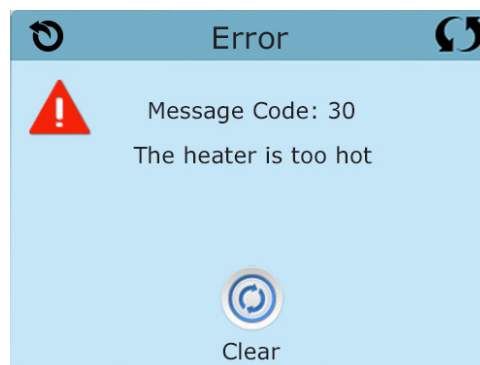 Error
Message Code: 30
The heater is too hot
Clear